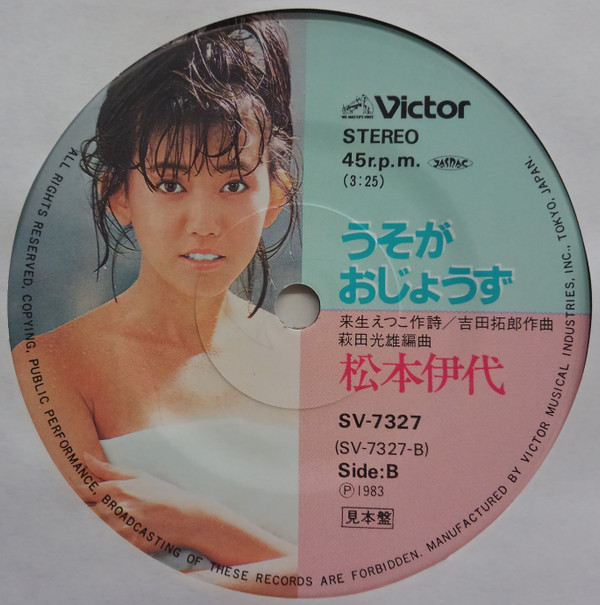 Victor
STEREO
45r.p.m. JASRAC
(3:25)
うそが
おじょうず
来生えつこ作詩/吉田拓郎作曲
萩田光雄編曲
松本伊代
SV-7327
(SV-7327-B)
Side:B
Ⓟ1983
見本盤
ALL RIGHTS RESERVED, COPYING, PUBLIC PERFORMANCE, BROADCASTING OF THESE RECORDS ARE FORBIDDEN. MANUFACTURED BY VICTOR MUSICAL INDUSTRIES, INC., TOKYO, JAPAN.